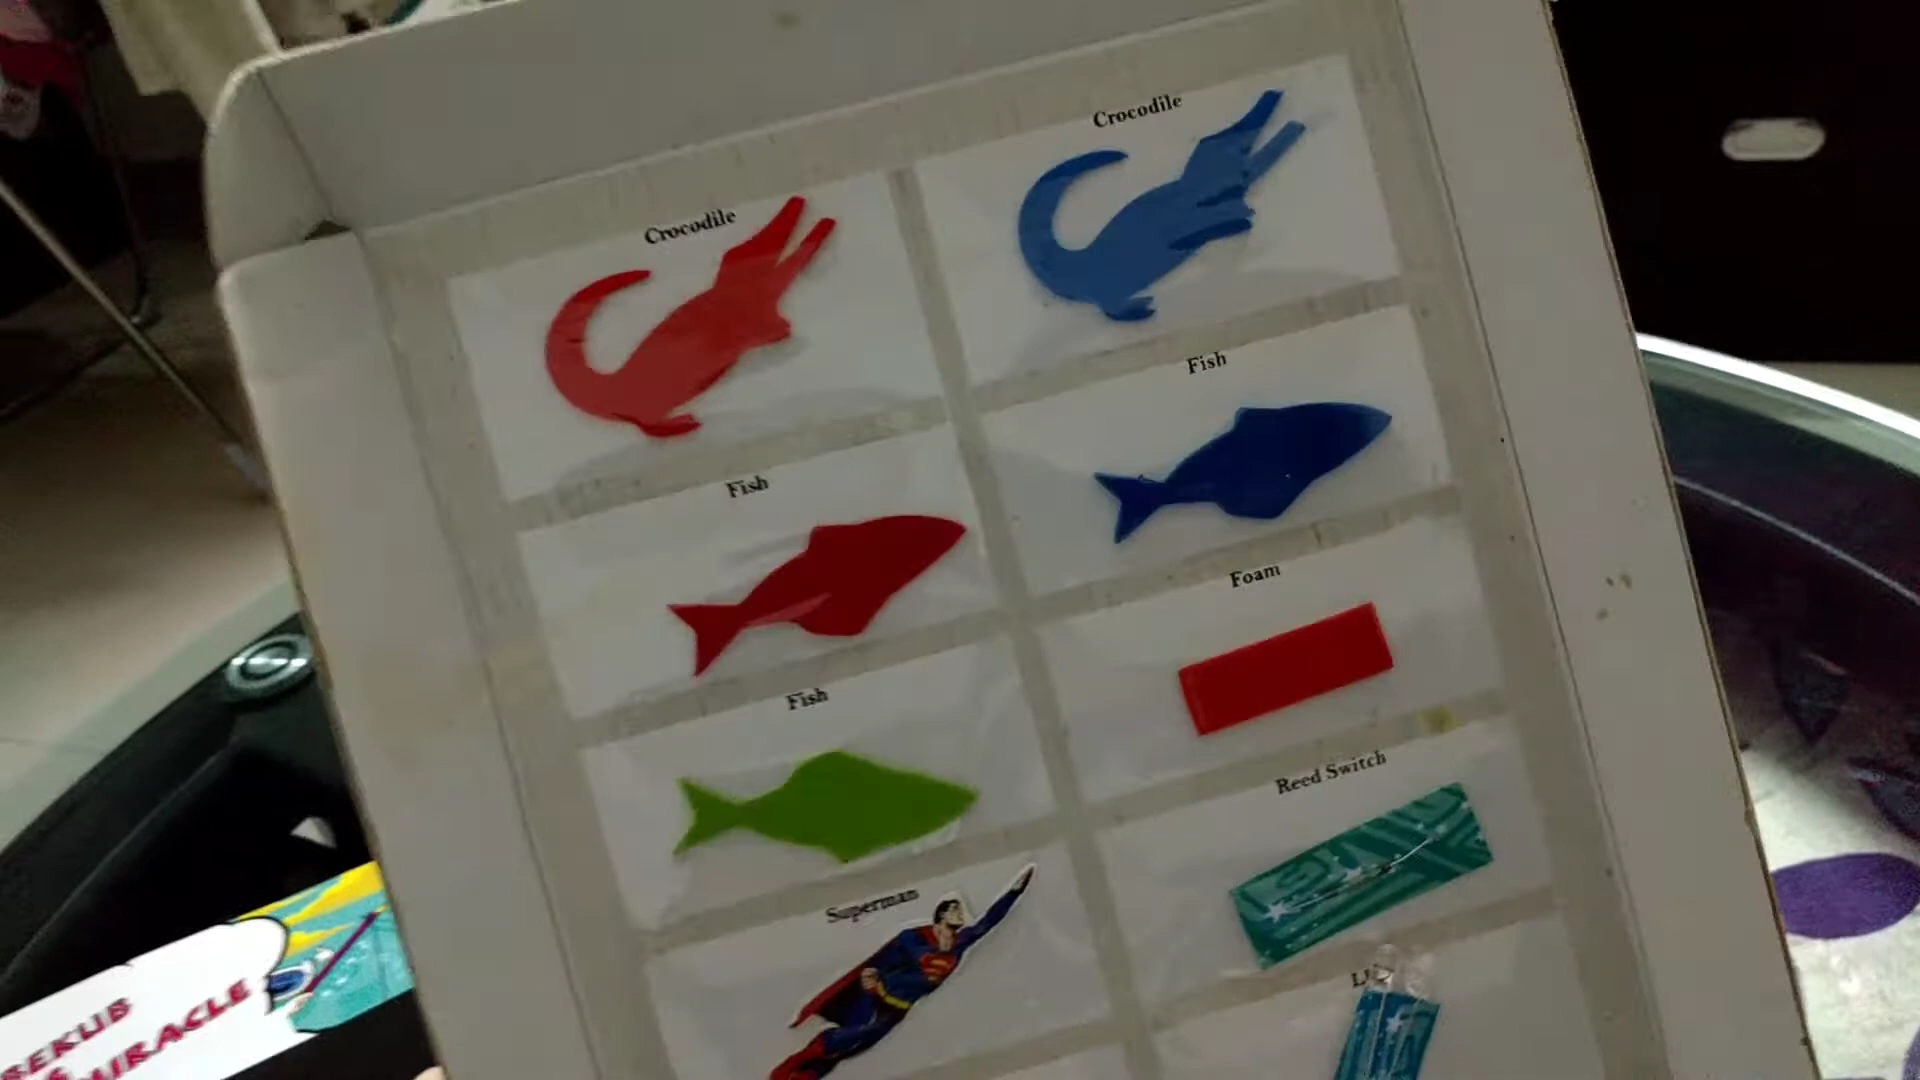 Crocodile
Crocodile
Fish
Fish
Foam
Fish
Reed Switch
Superman